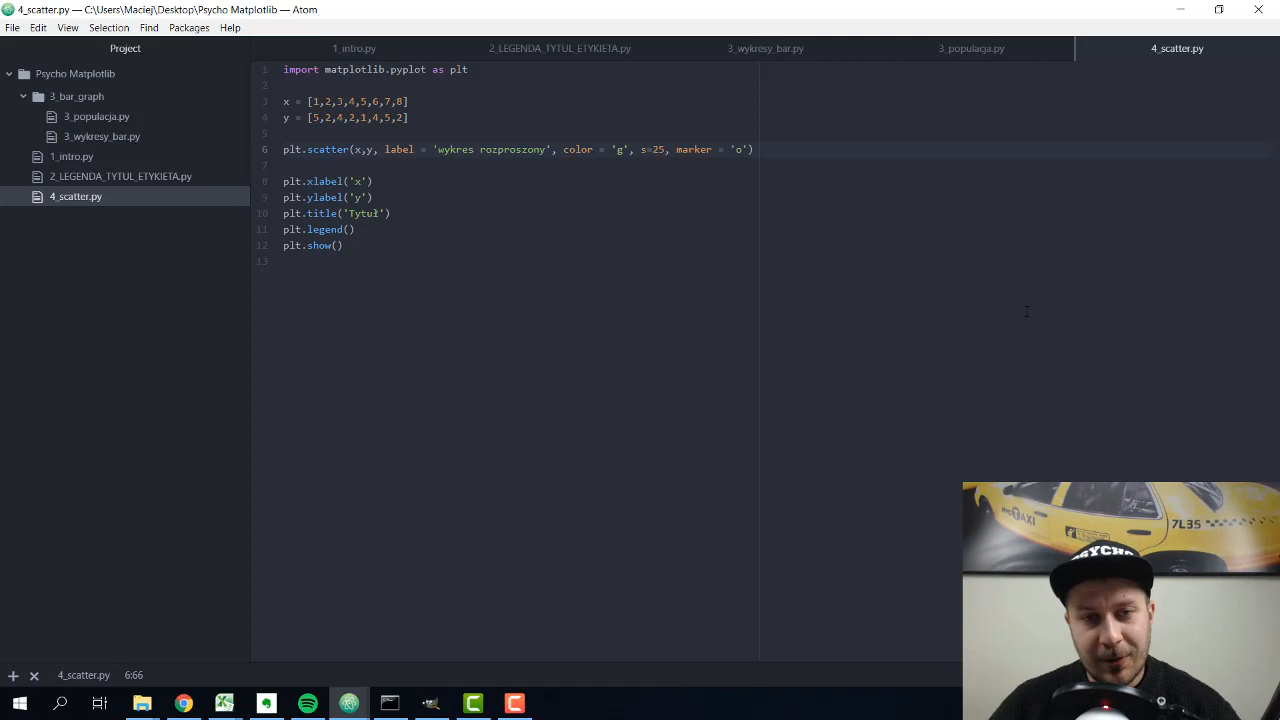 4_scatter.py — C:\Users\Maciej\Desktop\Psycho Matplotlib — Atom
File Edit View Selection Find Packages Help
Project
1_intro.py 2_LEGENDA_TYTUL_ETYKIETA.py 3_wykresy_bar.py 3_populacja.py 4_scatter.py
Psycho Matplotlib
3_bar_graph
3_populacja.py
3_wykresy_bar.py
1_intro.py
2_LEGENDA_TYTUL_ETYKIETA.py
4_scatter.py
1 import matplotlib.pyplot as plt
2
3 x = [1,2,3,4,5,6,7,8]
4 y = [5,2,4,2,1,4,5,2]
5
6 plt.scatter(x,y, label = 'wykres rozproszony', color = 'g', s=25, marker = 'o')
7
8 plt.xlabel('x')
9 plt.ylabel('y')
10 plt.title('Tytuł')
11 plt.legend()
12 plt.show()
13
NYC TAXI
7L35
PSYCHO
4_scatter.py 6:66